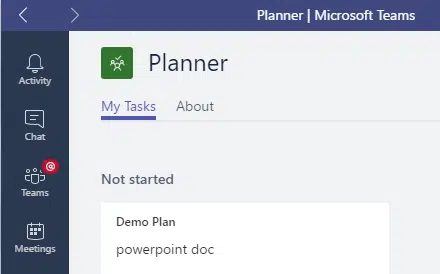 Planner | Microsoft Teams
Activity
Chat
@
Teams
Meetings
Planner
My Tasks About
Not started
Demo Plan
powerpoint doc